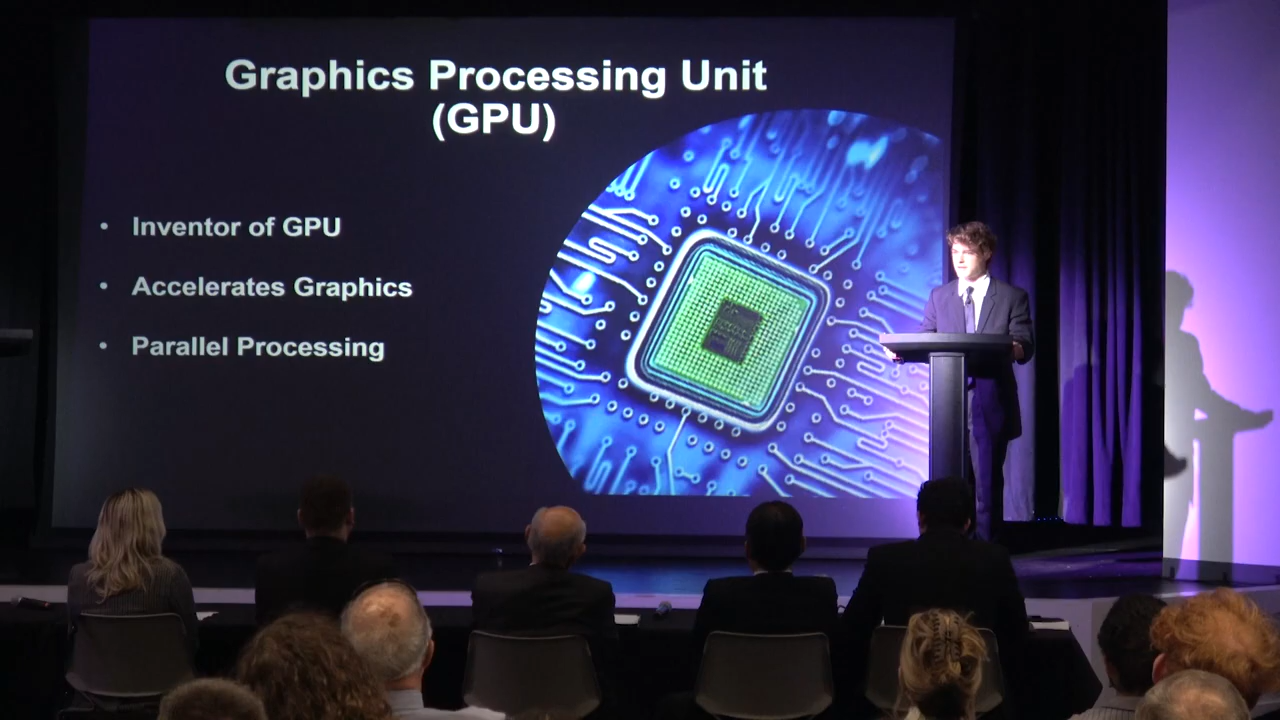 Graphics Processing Unit
(GPU)
• Inventor of GPU
• Accelerates Graphics
• Parallel Processing